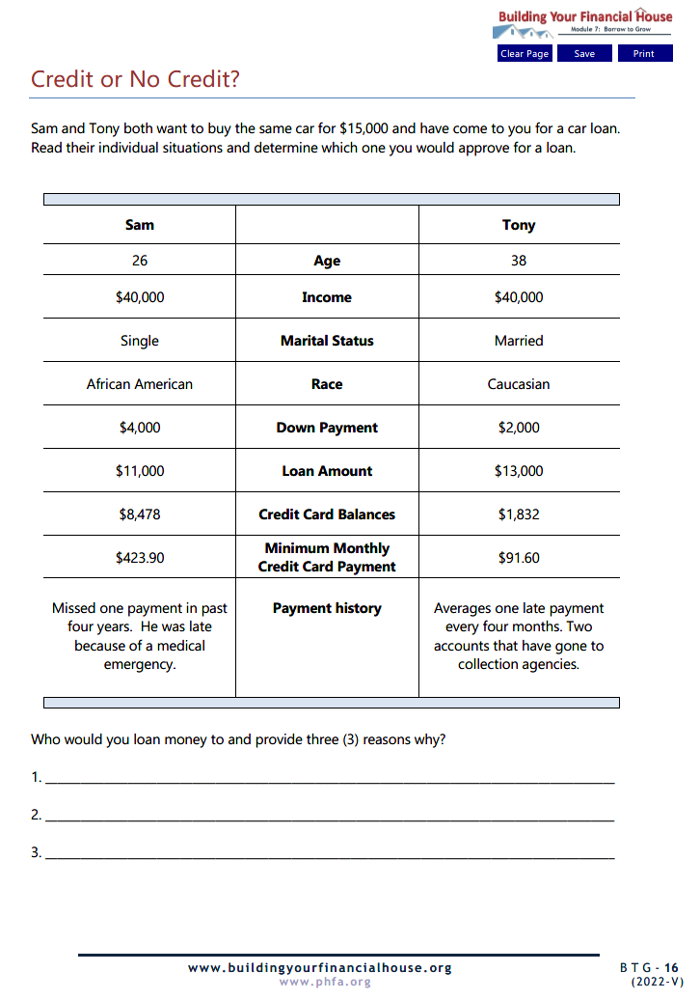 Building Your Financial House
Module 7: Borrow to Grow
Clear Page Save Print
Credit or No Credit?
Sam and Tony both want to buy the same car for $15,000 and have come to you for a car loan.
Read their individual situations and determine which one you would approve for a loan.
Sam Tony
26 Age 38
$40,000 Income $40,000
Single Marital Status Married
African American Race Caucasian
$4,000 Down Payment $2,000
$11,000 Loan Amount $13,000
$8,478 Credit Card Balances $1,832
Minimum Monthly
$423.90 Credit Card Payment $91.60
Missed one payment in past Payment history Averages one late payment
four years.  He was late every four months. Two
because of a medical accounts that have gone to
emergency. collection agencies.
Who would you loan money to and provide three (3) reasons why?
1.
2.
3.
www.buildingyourfinancialhouse.org BTG - 16
www.phfa.org (2022-V)